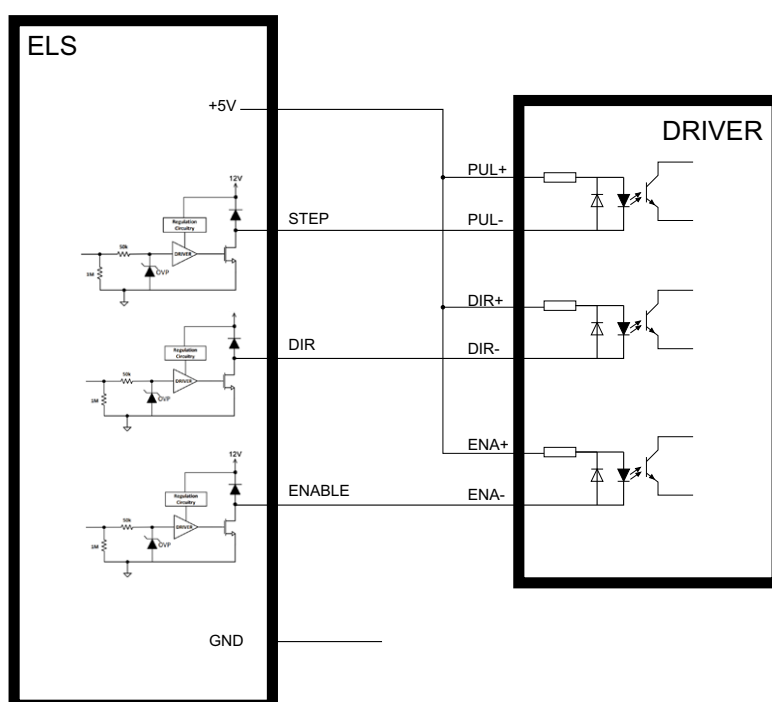 ELS
+5V
DRIVER
12V
Regulation
Circuitry
50k
DRIVER
OVP
1M
STEP
PUL+
PUL-
Regulation
Circuitry
50k
DRIVER
OVP
1M
DIR
DIR+
DIR-
12V
Regulation
Circuitry
50k
DRIVER
OVP
1M
ENABLE
ENA+
ENA-
GND